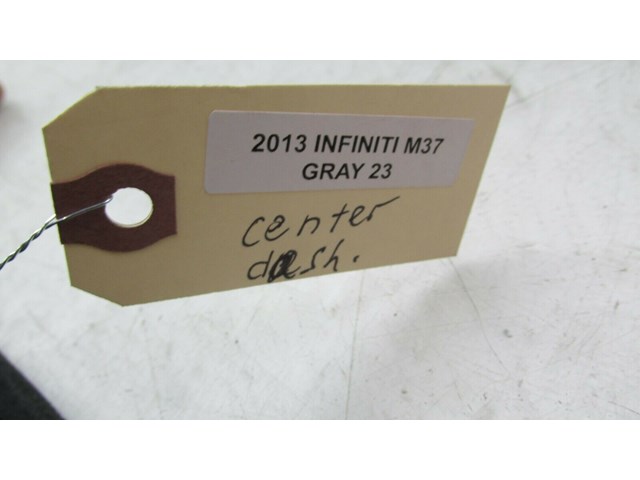 2013 INFINITI M37
GRAY 23
center
dash.